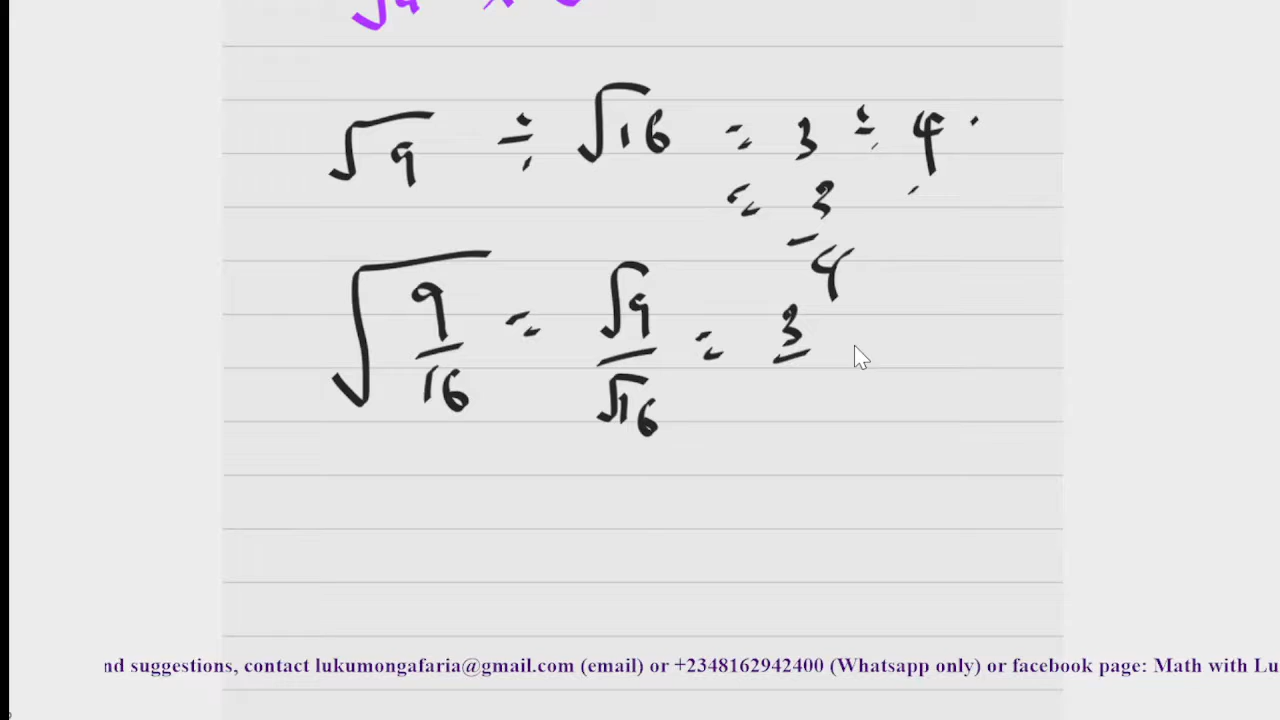 √9 ÷ √16 = 3 ÷ 4
= 3/4
√(9/16) = √9/√16 = 3/
nd suggestions, contact lukumongafaria@gmail.com (email) or +2348162942400 (Whatsapp only) or facebook page: Math with Lu